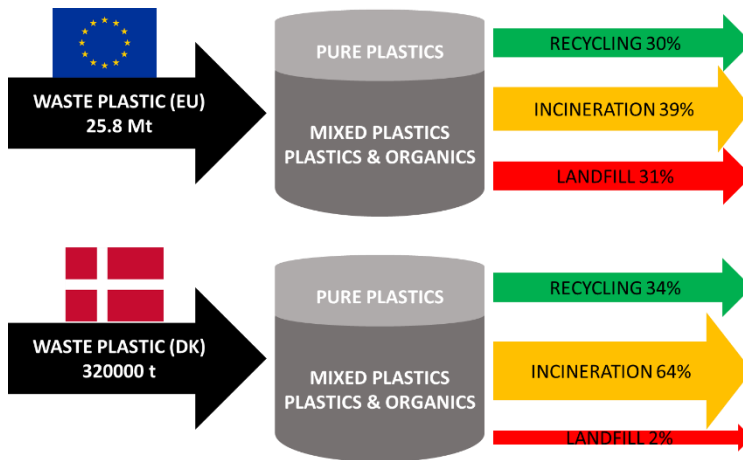 WASTE PLASTIC (EU)
25.8 Mt
PURE PLASTICS
MIXED PLASTICS
PLASTICS & ORGANICS
RECYCLING 30%
INCINERATION 39%
LANDFILL 31%
WASTE PLASTIC (DK)
320000 t
PURE PLASTICS
MIXED PLASTICS
PLASTICS & ORGANICS
RECYCLING 34%
INCINERATION 64%
LANDFILL 2%